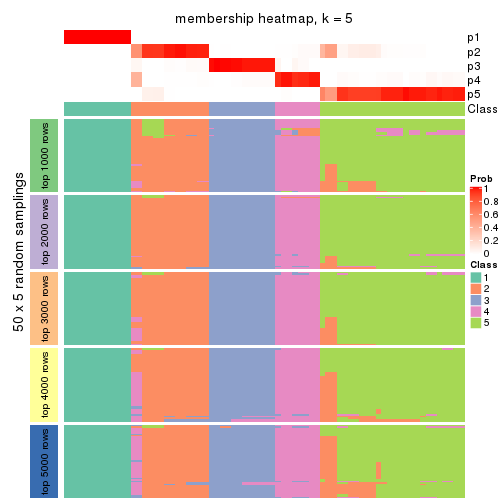 membership heatmap, k = 5
p1
p2
p3
p4
p5
Class
50 x 5 random samplings
top 1000 rows
top 2000 rows
top 3000 rows
top 4000 rows
top 5000 rows
Prob
1
0.8
0.6
0.4
0.2
0
Class
1
2
3
4
5